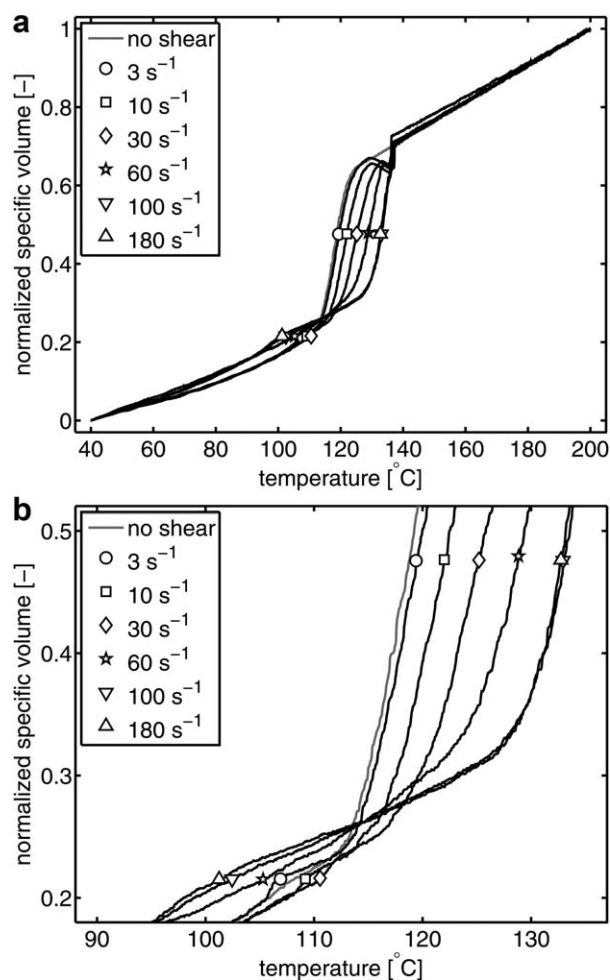 a
normalized specific volume [–]
1
0.8
0.6
0.4
0.2
0
no shear
3 s⁻¹
10 s⁻¹
30 s⁻¹
60 s⁻¹
100 s⁻¹
180 s⁻¹
40 60 80 100 120 140 160 180 200
temperature [°C]
b
normalized specific volume [–]
0.5
0.4
0.3
0.2
no shear
3 s⁻¹
10 s⁻¹
30 s⁻¹
60 s⁻¹
100 s⁻¹
180 s⁻¹
90 100 110 120 130
temperature [°C]